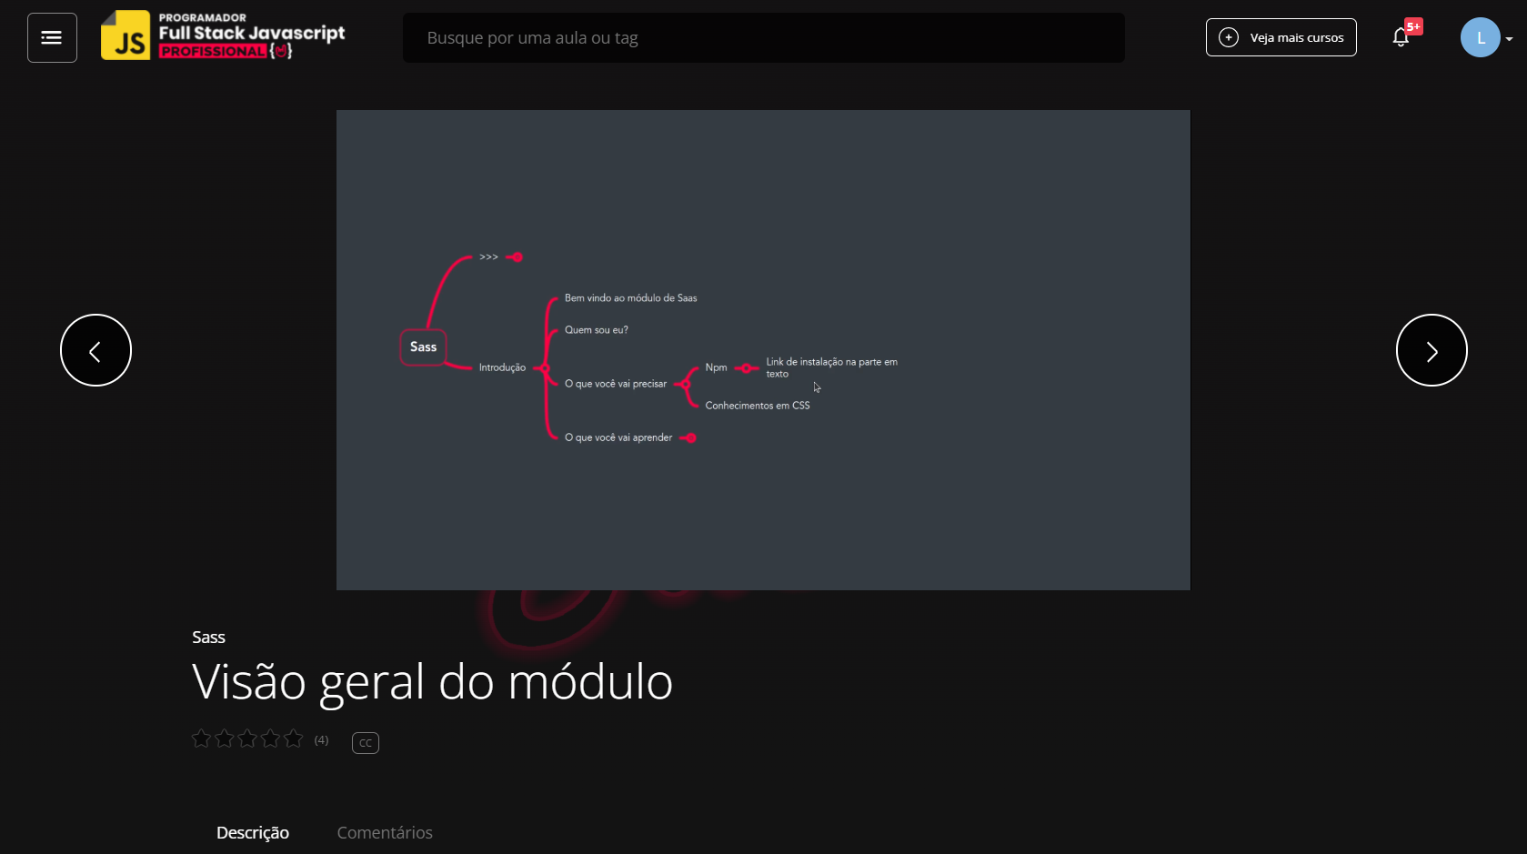 JS
PROGRAMADOR
Full Stack Javascript
PROFISSIONAL
Busque por uma aula ou tag
Veja mais cursos
5+
L
>>>
Bem vindo ao módulo de Saas
Quem sou eu?
Sass
Introdução
O que você vai precisar
Npm
Link de instalação na parte em
texto
Conhecimentos em CSS
O que você vai aprender
Sass
Visão geral do módulo
(4)
CC
Descrição
Comentários